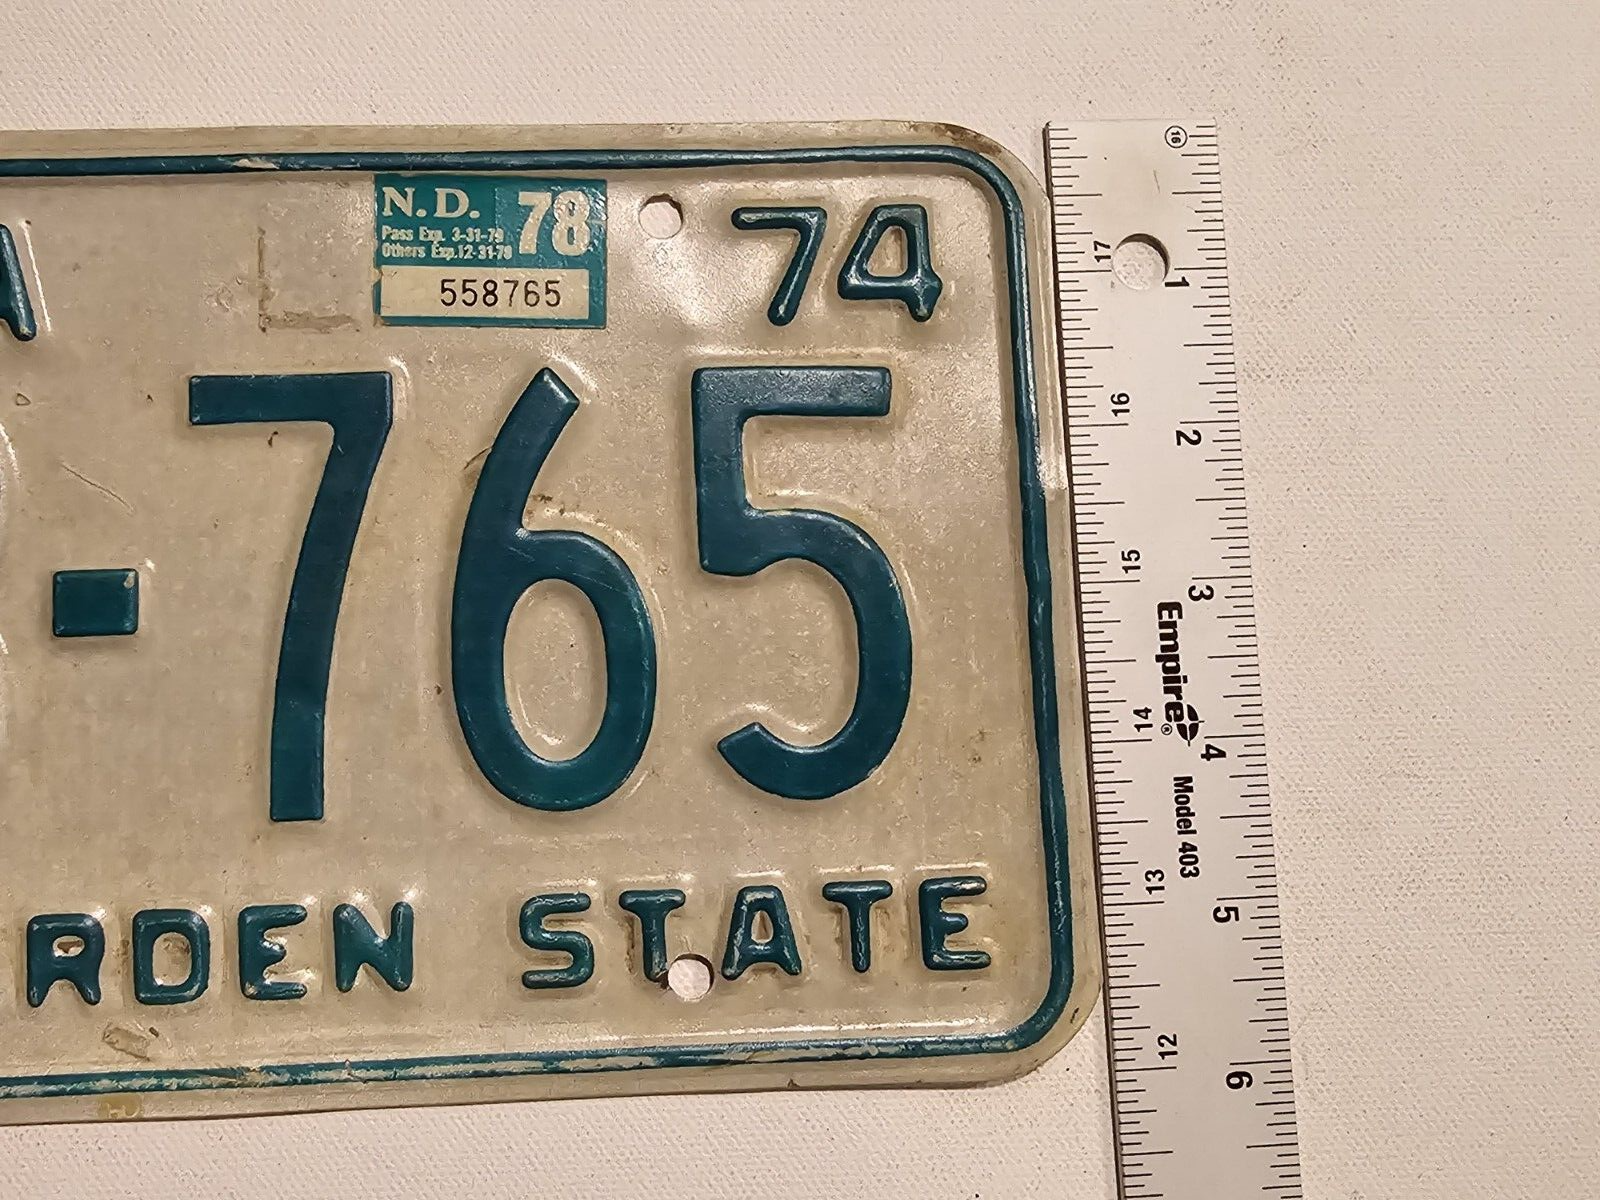 A
N.D. 78
Pass Exp. 3-31-79
Others Exp. 12-31-78
558765
74
- 765
RDEN STATE
16
17
1
16
2
15
3
Empire®
14
4
Model 403
13
5
12
6